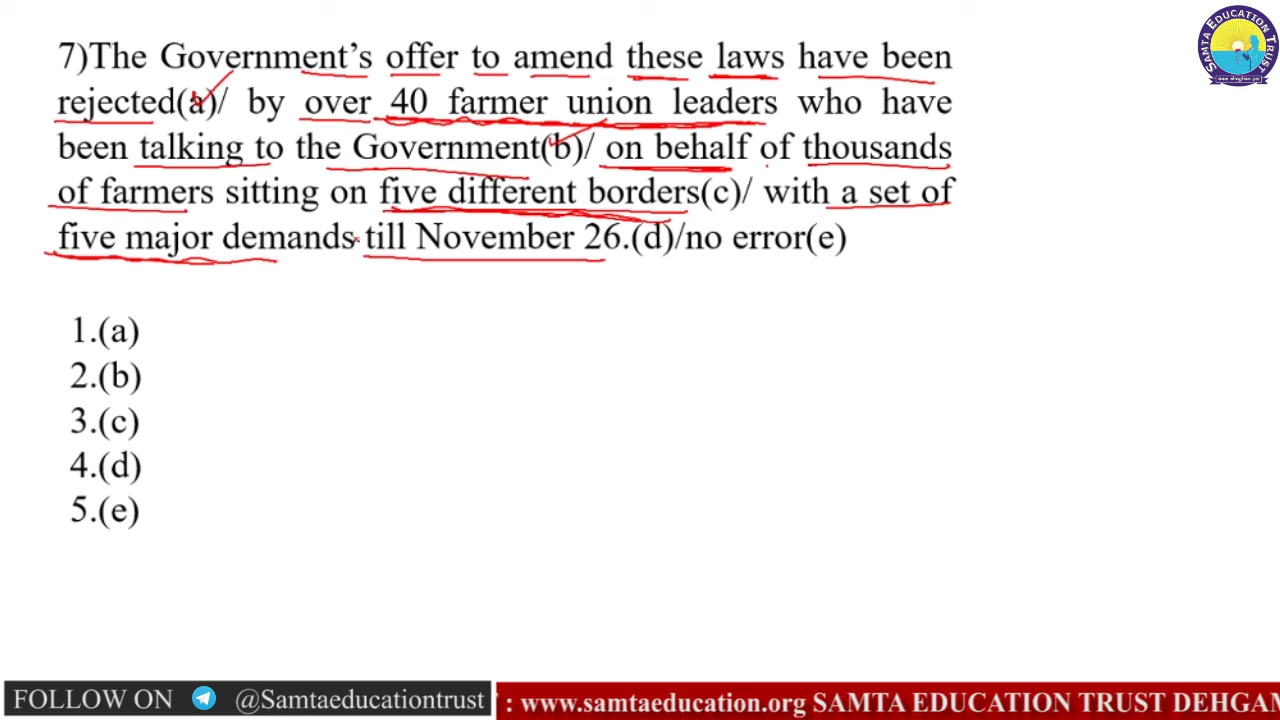 SAMTA EDUCATION TRUST
7)The Government’s offer to amend these laws have been
rejected(a)/ by over 40 farmer union leaders who have
been talking to the Government(b)/ on behalf of thousands
of farmers sitting on five different borders(c)/ with a set of
five major demands till November 26.(d)/no error(e)
1.(a)
2.(b)
3.(c)
4.(d)
5.(e)
FOLLOW ON @Samtaeducationtrust
: www.samtaeducation.org SAMTA EDUCATION TRUST DEHGAM